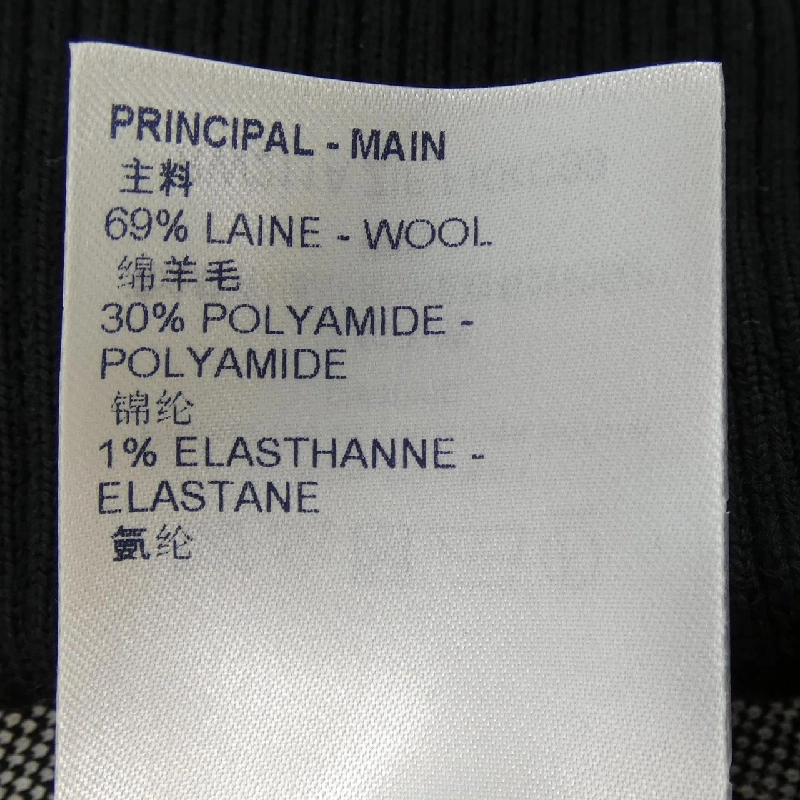 PRINCIPAL - MAIN
主料
69% LAINE - WOOL
绵羊毛
30% POLYAMIDE -
POLYAMIDE
锦纶
1% ELASTHANNE -
ELASTANE
氨纶